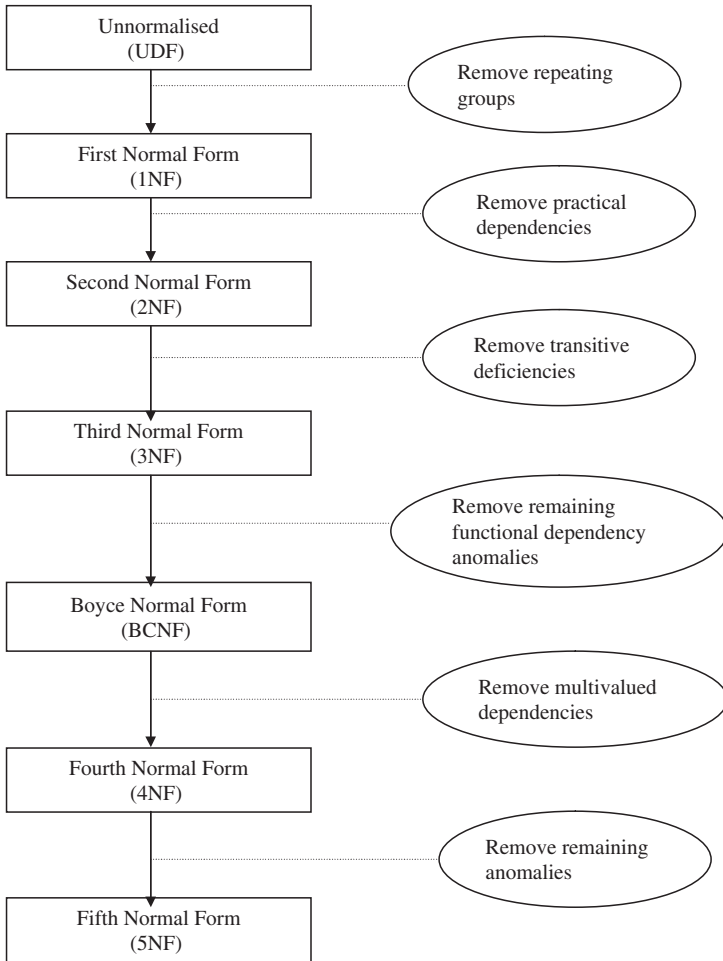 Unnormalised
(UDF)
Remove repeating
groups
First Normal Form
(1NF)
Remove practical
dependencies
Second Normal Form
(2NF)
Remove transitive
deficiencies
Third Normal Form
(3NF)
Remove remaining
functional dependency
anomalies
Boyce Normal Form
(BCNF)
Remove multivalued
dependencies
Fourth Normal Form
(4NF)
Remove remaining
anomalies
Fifth Normal Form
(5NF)